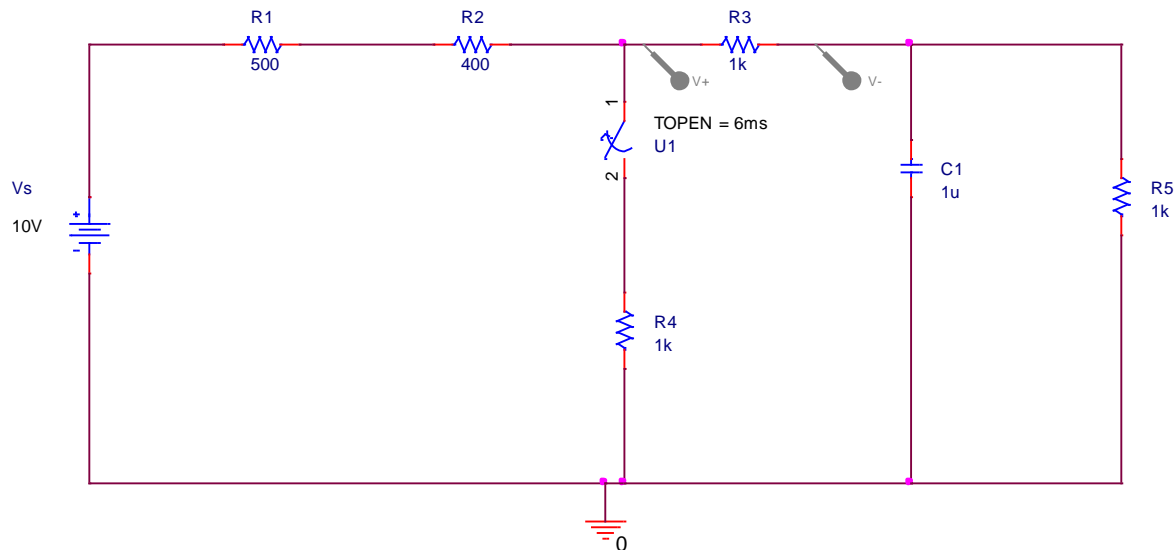 R1
500
R2
400
R3
1k
V+
V-
1
TOPEN = 6ms
U1
2
C1
1u
R5
1k
Vs
10V
+
-
R4
1k
0